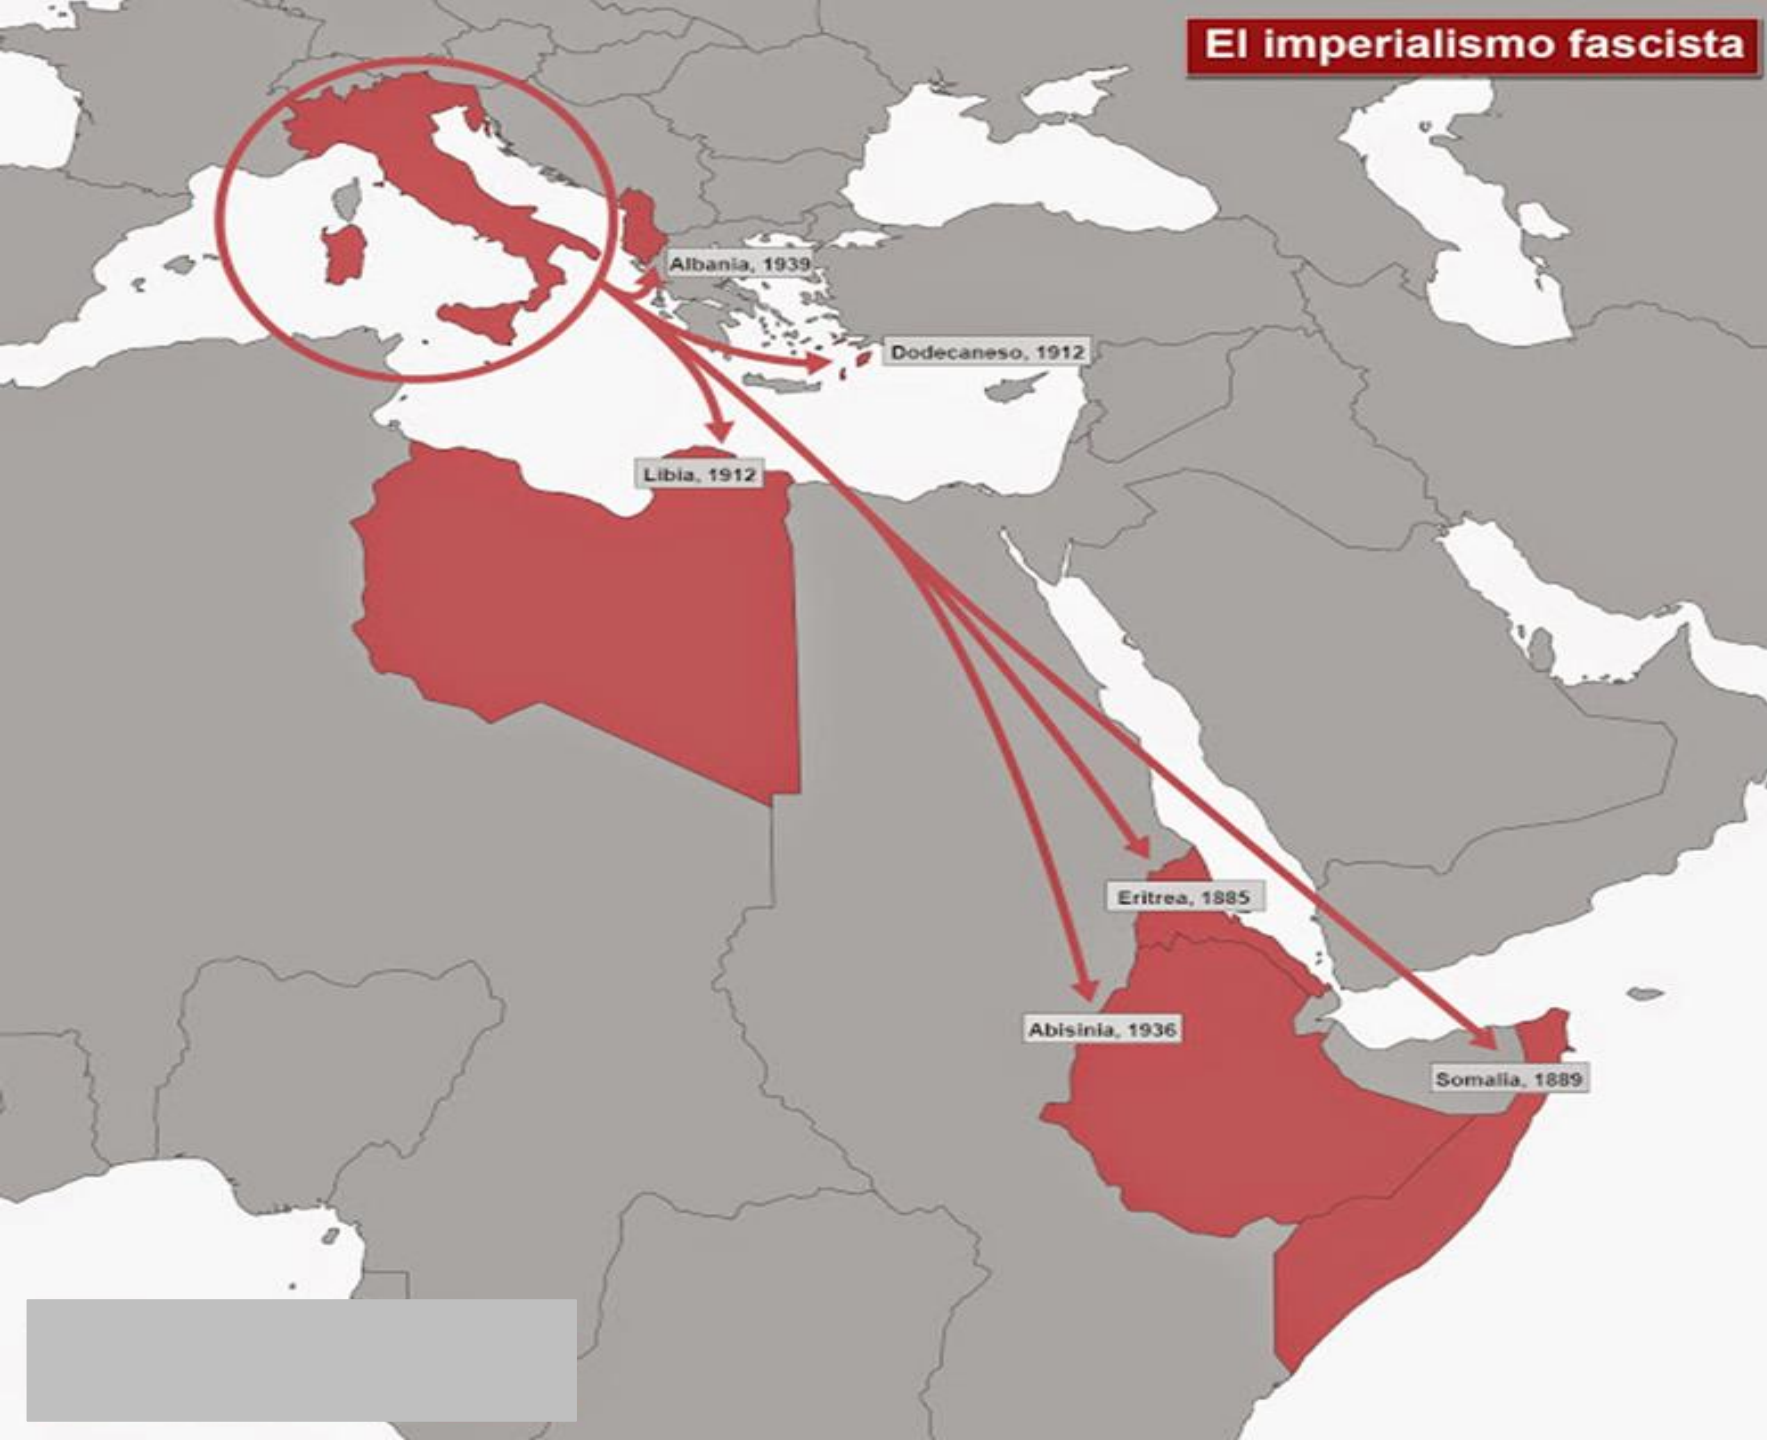 El imperialismo fascista
Albania, 1939
Dodecaneso, 1912
Libia, 1912
Eritrea, 1885
Abisinia, 1936
Somalia, 1889